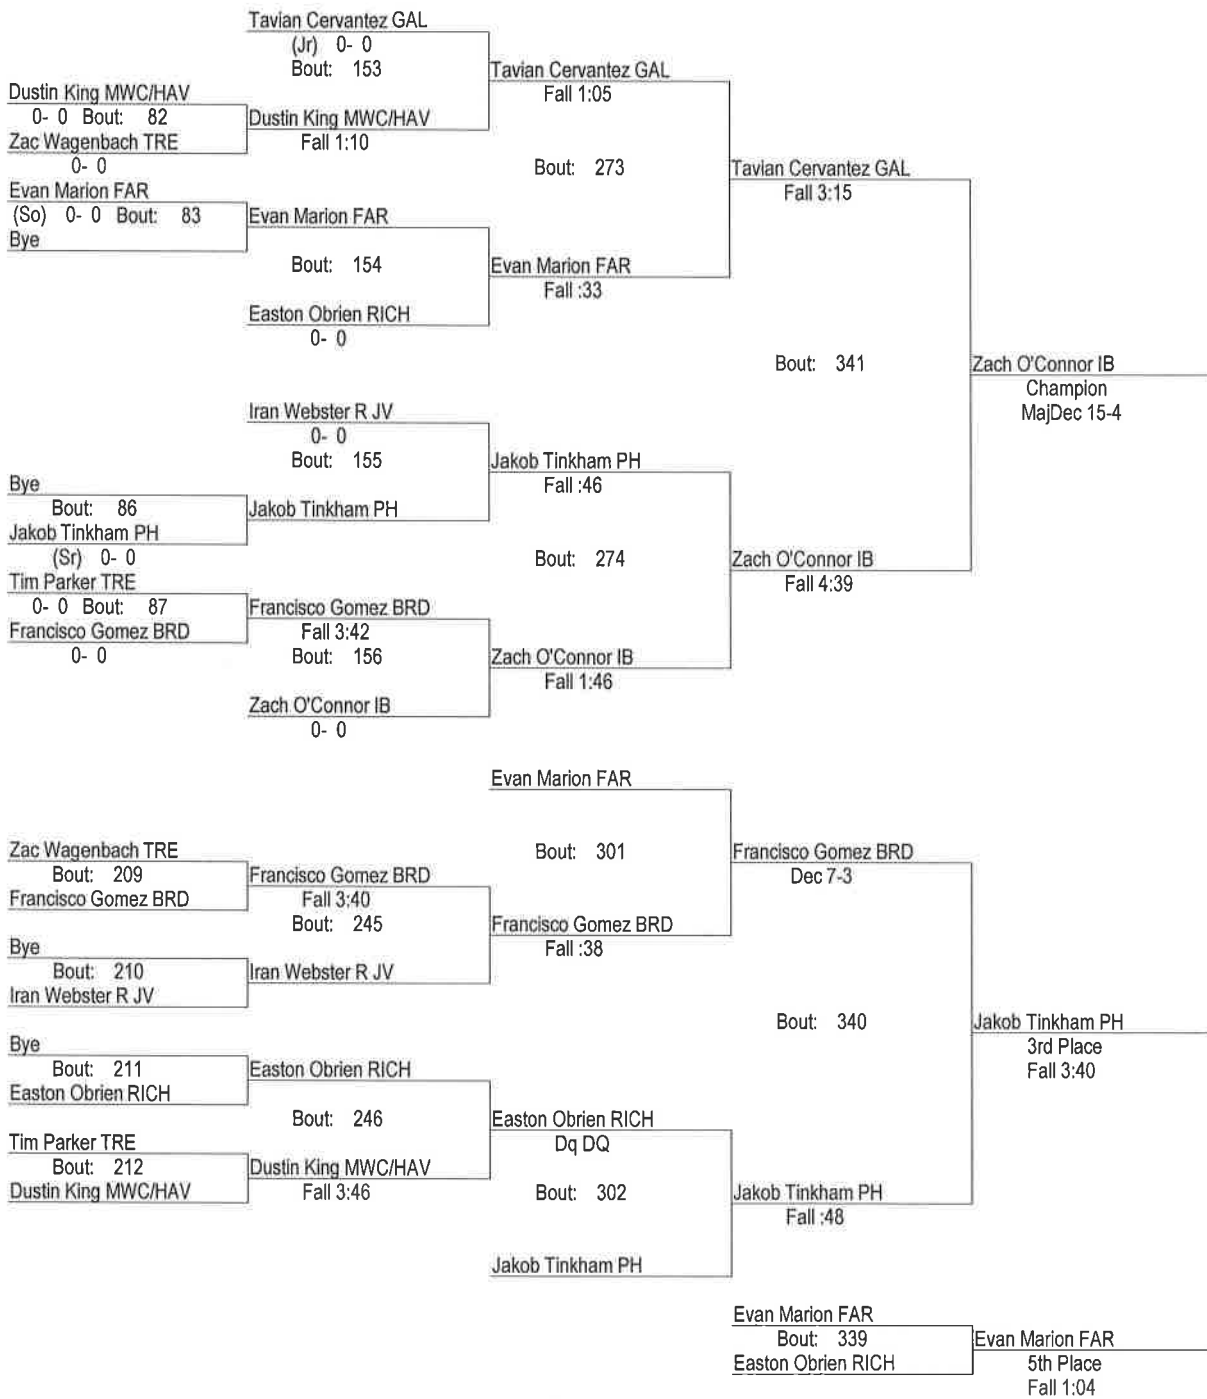 Tavian Cervantez GAL
(Jr) 0- 0
Bout: 153
Tavian Cervantez GAL
Fall 1:05
Dustin King MWC/HAV
0- 0 Bout: 82
Dustin King MWC/HAV
Fall 1:10
Zac Wagenbach TRE
0- 0
Bout: 273
Tavian Cervantez GAL
Fall 3:15
Evan Marion FAR
(So) 0- 0 Bout: 83
Evan Marion FAR
Bye
Bout: 154
Evan Marion FAR
Fall :33
Easton Obrien RICH
0- 0
Bout: 341
Zach O'Connor IB
Champion
MajDec 15-4
Iran Webster R JV
0- 0
Bout: 155
Jakob Tinkham PH
Fall :46
Bye
Bout: 86
Jakob Tinkham PH
Jakob Tinkham PH
(Sr) 0- 0
Bout: 274
Zach O'Connor IB
Fall 4:39
Tim Parker TRE
0- 0 Bout: 87
Francisco Gomez BRD
Fall 3:42
Francisco Gomez BRD
0- 0
Bout: 156
Zach O'Connor IB
Fall 1:46
Zach O'Connor IB
0- 0
Evan Marion FAR
Zac Wagenbach TRE
Bout: 209
Francisco Gomez BRD
Francisco Gomez BRD
Fall 3:40
Bout: 301
Francisco Gomez BRD
Dec 7-3
Bout: 245
Francisco Gomez BRD
Fall :38
Bye
Bout: 210
Iran Webster R JV
Iran Webster R JV
Bout: 340
Jakob Tinkham PH
3rd Place
Fall 3:40
Bye
Bout: 211
Easton Obrien RICH
Easton Obrien RICH
Bout: 246
Easton Obrien RICH
Dq DQ
Tim Parker TRE
Bout: 212
Dustin King MWC/HAV
Dustin King MWC/HAV
Fall 3:46
Bout: 302
Jakob Tinkham PH
Fall :48
Jakob Tinkham PH
Evan Marion FAR
Bout: 339
Easton Obrien RICH
Evan Marion FAR
5th Place
Fall 1:04